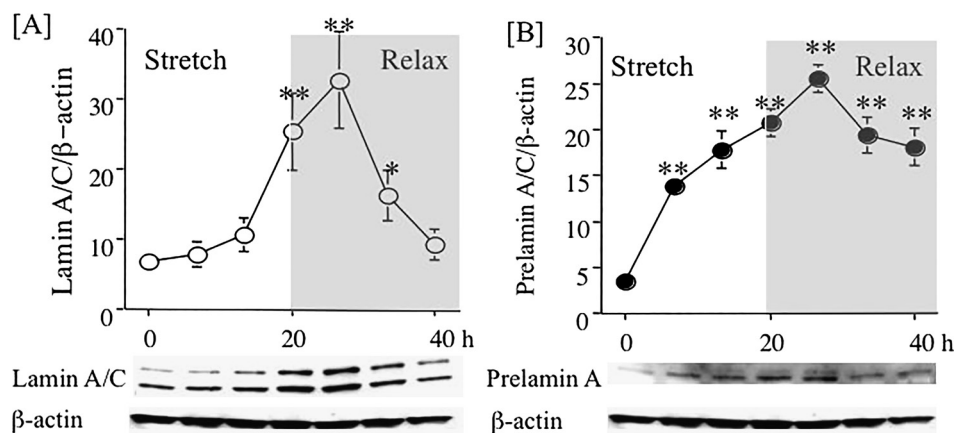 [A]
40
30
20
10
0
Lamin A/C/β−actin
Stretch
Relax
**
**
*
0 20 40 h
Lamin A/C
β-actin
[B]
30
25
20
15
10
5
0
Prelamin A/C/β-actin
Stretch
Relax
**
**
**
**
**
**
0 20 40 h
Prelamin A
β-actin